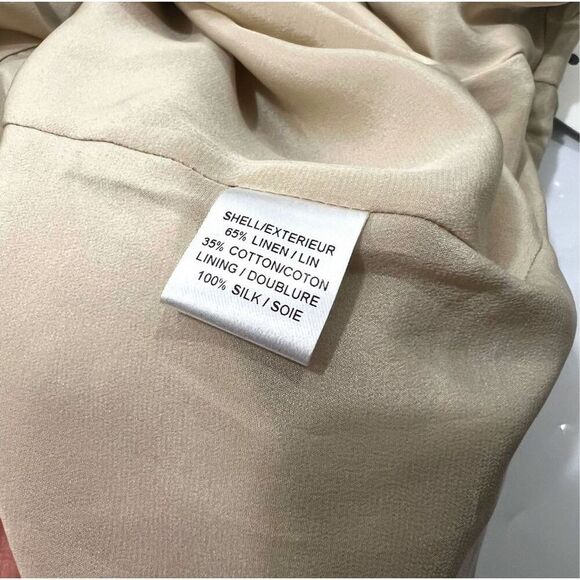 SHELL/EXTERIEUR
65% LINEN / LIN
35% COTTON/COTON
LINING / DOUBLURE
100% SILK / SOIE